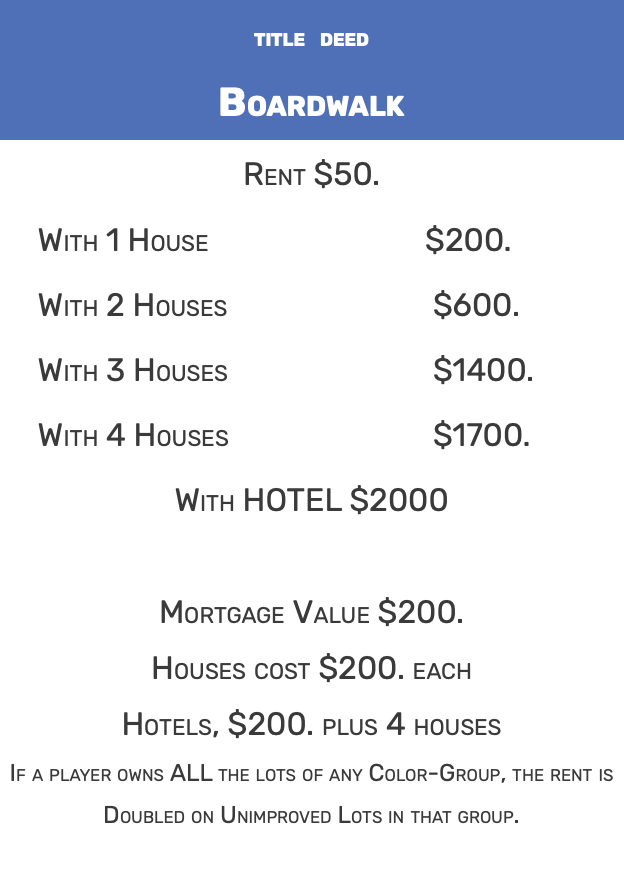 TITLE DEED
BOARDWALK
RENT $50.
WITH 1 HOUSE $200.
WITH 2 HOUSES $600.
WITH 3 HOUSES $1400.
WITH 4 HOUSES $1700.
WITH HOTEL $2000
MORTGAGE VALUE $200.
HOUSES COST $200. EACH
HOTELS, $200. PLUS 4 HOUSES
IF A PLAYER OWNS ALL THE LOTS OF ANY COLOR-GROUP, THE RENT IS
DOUBLED ON UNIMPROVED LOTS IN THAT GROUP.